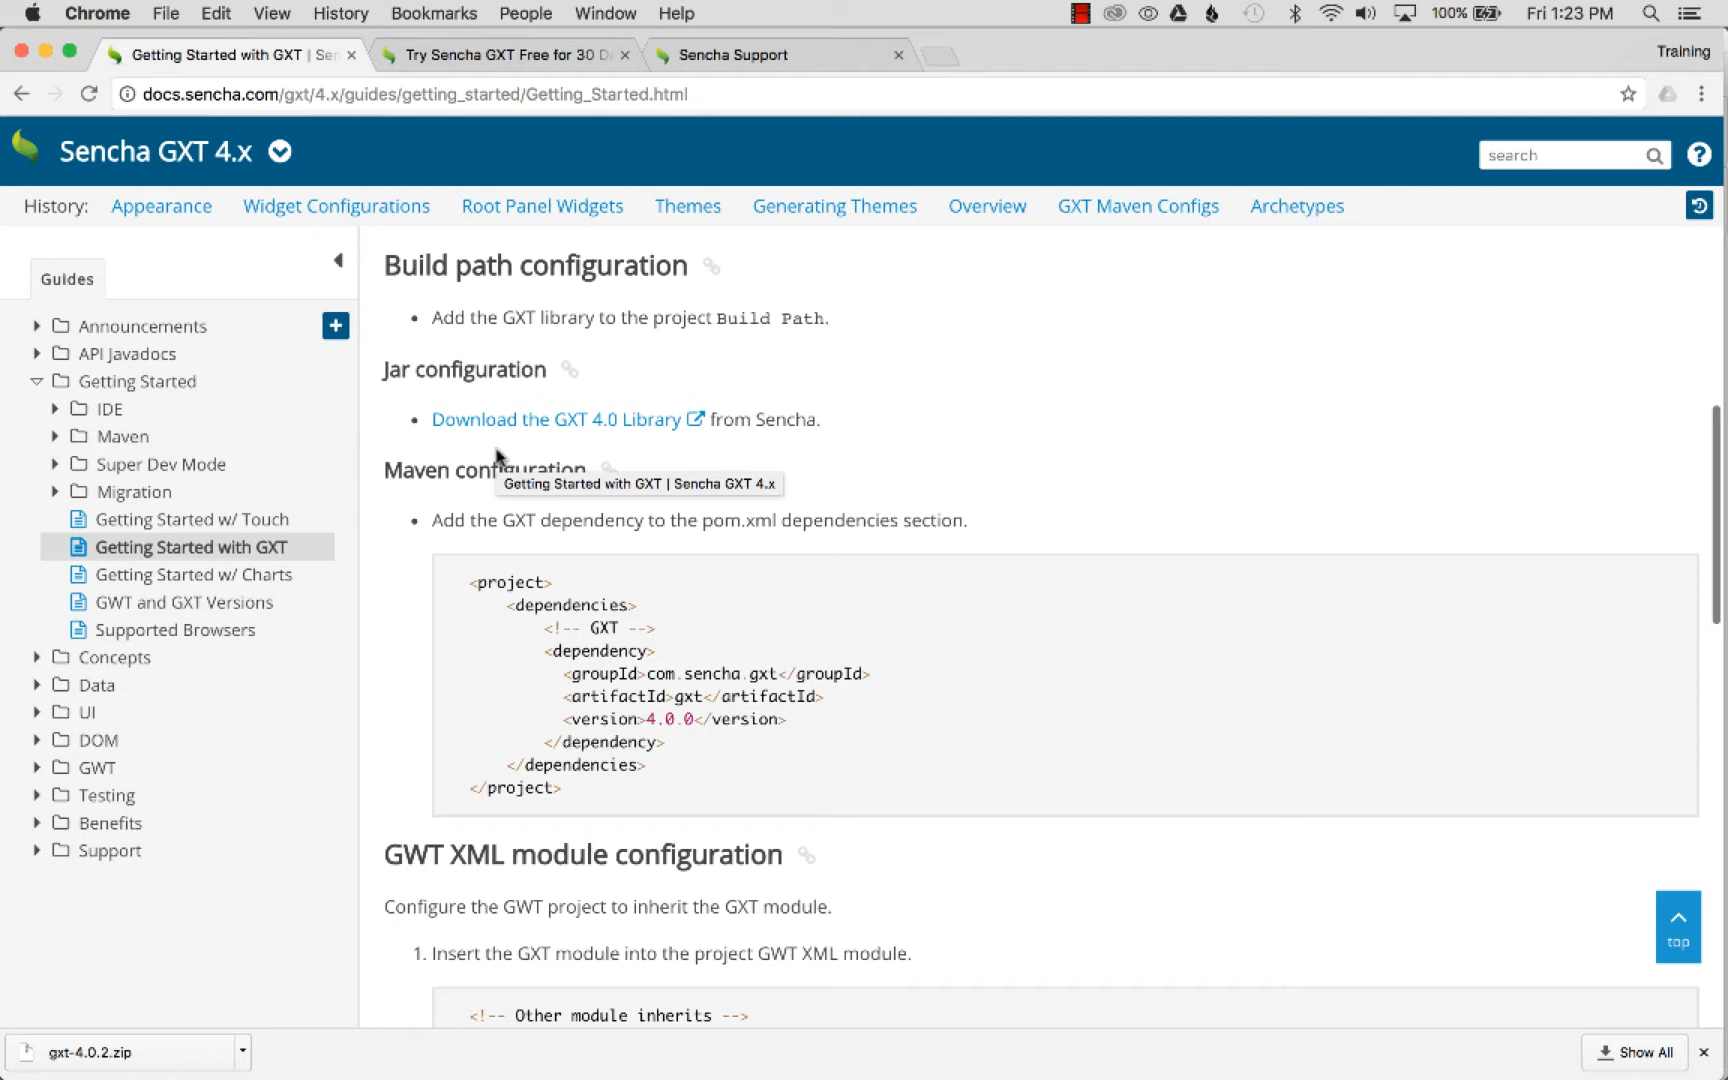 Chrome File Edit View History Bookmarks People Window Help 100% Fri 1:23 PM
Getting Started with GXT | Sen Try Sencha GXT Free for 30 D Sencha Support Training
docs.sencha.com/gxt/4.x/guides/getting_started/Getting_Started.html
Sencha GXT 4.x search ?
History: Appearance Widget Configurations Root Panel Widgets Themes Generating Themes Overview GXT Maven Configs Archetypes
Guides
Announcements
API Javadocs
Getting Started
IDE
Maven
Super Dev Mode
Migration
Getting Started w/ Touch
Getting Started with GXT
Getting Started w/ Charts
GWT and GXT Versions
Supported Browsers
Concepts
Data
UI
DOM
GWT
Testing
Benefits
Support
Build path configuration
• Add the GXT library to the project Build Path.
Jar configuration
• Download the GXT 4.0 Library from Sencha.
Maven configuration
Getting Started with GXT | Sencha GXT 4.x
• Add the GXT dependency to the pom.xml dependencies section.
<project>
<dependencies>
<!-- GXT -->
<dependency>
<groupId>com.sencha.gxt</groupId>
<artifactId>gxt</artifactId>
<version>4.0.0</version>
</dependency>
</dependencies>
</project>
GWT XML module configuration
Configure the GWT project to inherit the GXT module.
1. Insert the GXT module into the project GWT XML module.
<!-- Other module inherits -->
top
gxt-4.0.2.zip Show All